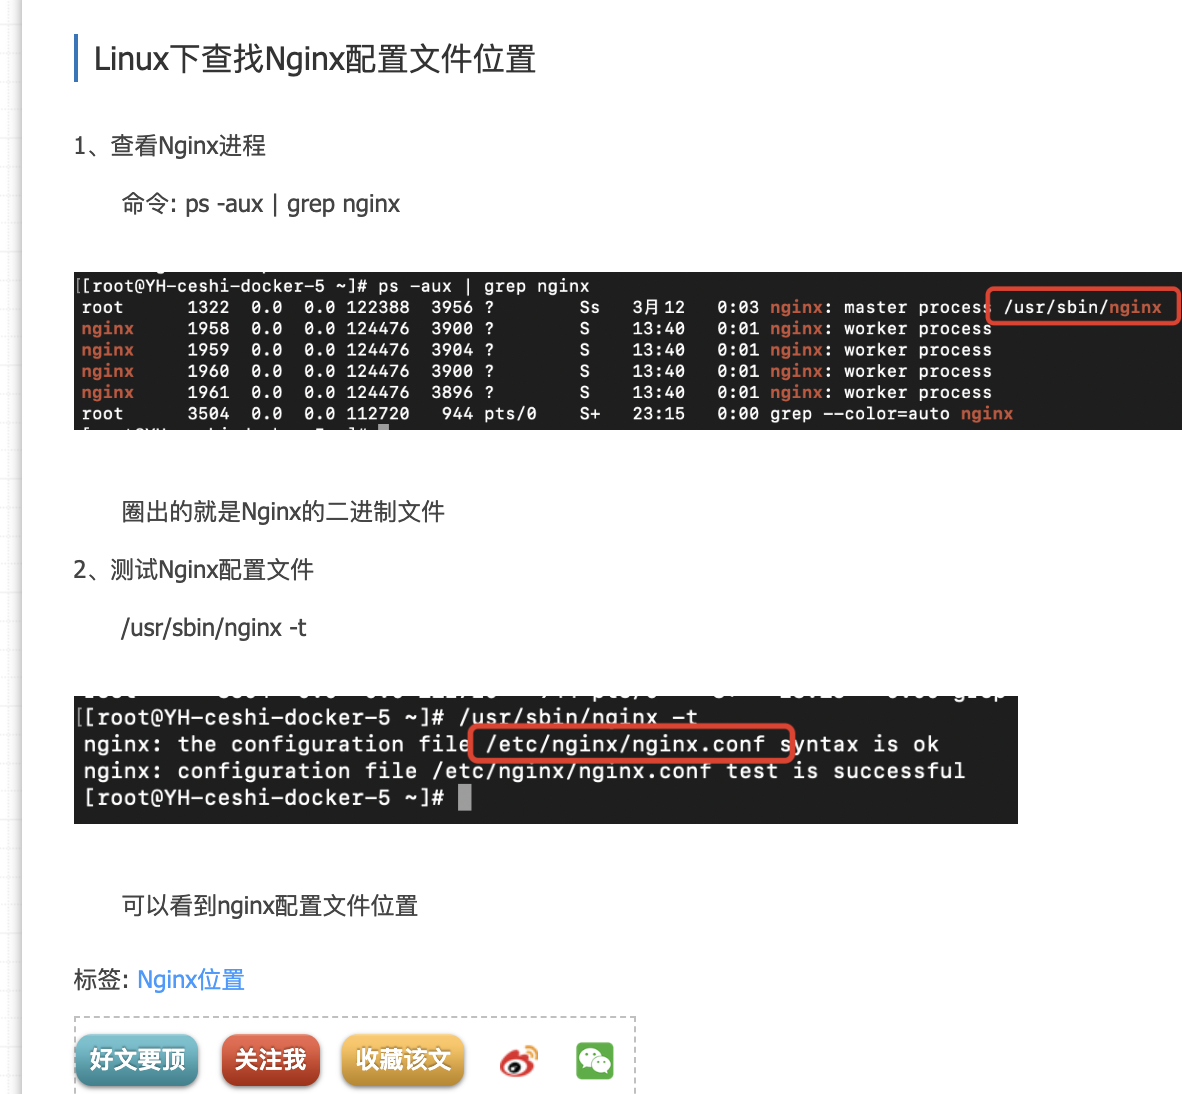 Linux下查找Nginx配置文件位置
1、查看Nginx进程
命令: ps -aux | grep nginx
[[root@YH-ceshi-docker-5 ~]# ps -aux | grep nginx
root 1322 0.0 0.0 122388 3956 ? Ss 3月12 0:03 nginx: master process /usr/sbin/nginx
nginx 1958 0.0 0.0 124476 3900 ? S 13:40 0:01 nginx: worker process
nginx 1959 0.0 0.0 124476 3904 ? S 13:40 0:01 nginx: worker process
nginx 1960 0.0 0.0 124476 3900 ? S 13:40 0:01 nginx: worker process
nginx 1961 0.0 0.0 124476 3896 ? S 13:40 0:01 nginx: worker process
root 3504 0.0 0.0 112720 944 pts/0 S+ 23:15 0:00 grep --color=auto nginx
圈出的就是Nginx的二进制文件
2、测试Nginx配置文件
/usr/sbin/nginx -t
[[root@YH-ceshi-docker-5 ~]# /usr/sbin/nginx -t
nginx: the configuration file /etc/nginx/nginx.conf syntax is ok
nginx: configuration file /etc/nginx/nginx.conf test is successful
[root@YH-ceshi-docker-5 ~]#
可以看到nginx配置文件位置
标签: Nginx位置
好文要顶 关注我 收藏该文